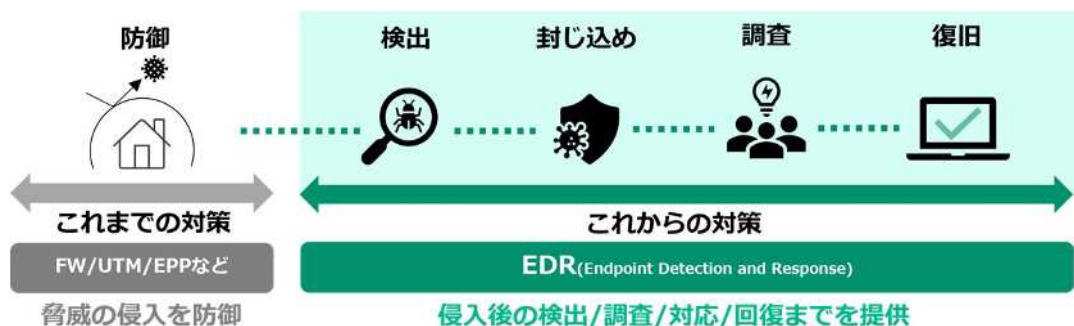 防御
検出
封じ込め
調査
復旧
これまでの対策
これからの対策
FW/UTM/EPPなど
EDR(Endpoint Detection and Response)
脅威の侵入を防御
侵入後の検出/調査/対応/回復までを提供